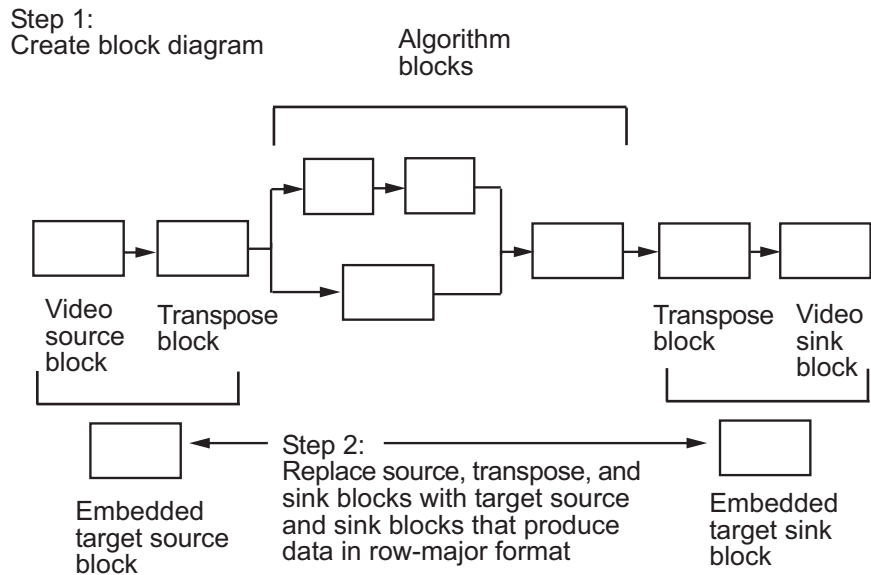 Step 1:
Create block diagram
Algorithm
blocks
Video
source
block
Transpose
block
Transpose
block
Video
sink
block
Step 2:
Replace source, transpose, and
sink blocks with target source
and sink blocks that produce
data in row-major format
Embedded
target source
block
Embedded
target sink
block